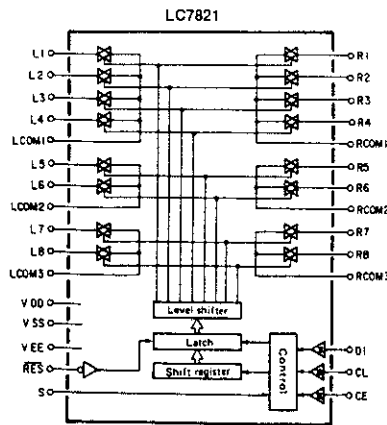 LC7821
L1 R1
L2 R2
L3 R3
L4 R4
LCOM1 RCOM1
L5 R5
L6 R6
LCOM2 RCOM2
L7 R7
L8 R8
LCOM3 RCOM3
VDD
Level shifter
VSS
VEE
Latch
DI
RES
Shift register
Control
CL
S
CE